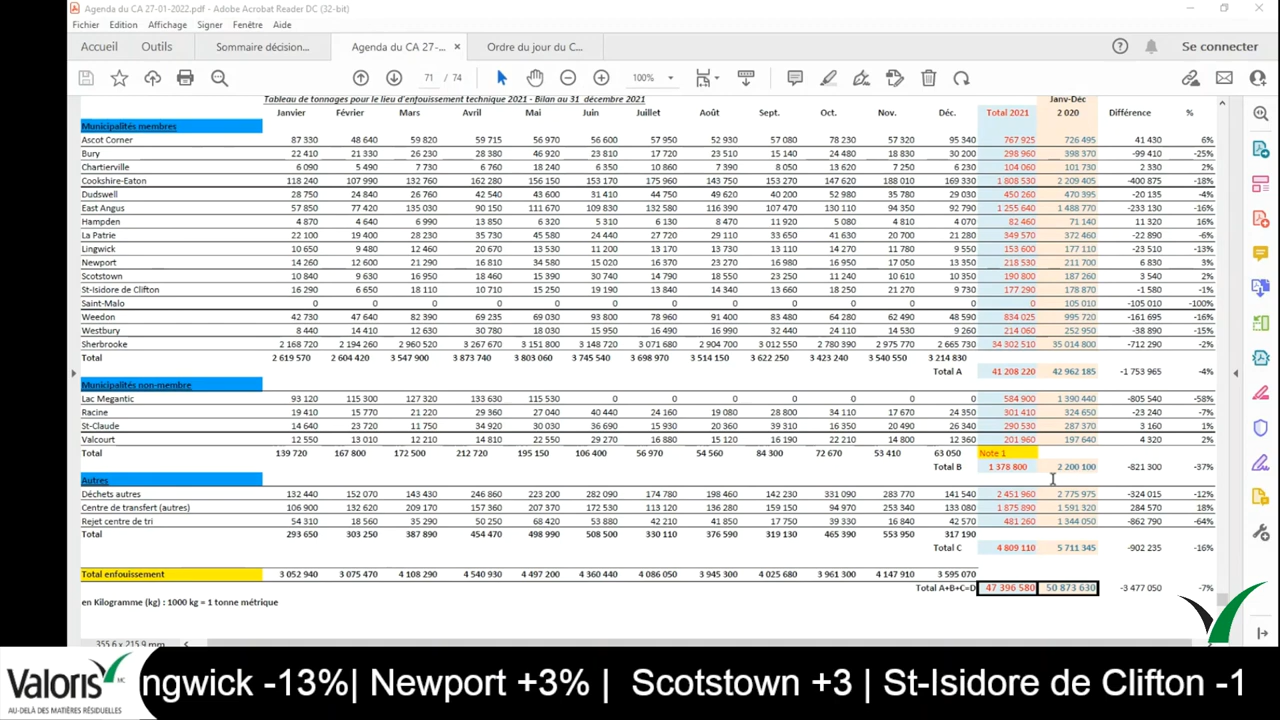 Agenda du CA 27-01-2022.pdf - Adobe Acrobat Reader DC (32-bit)
Fichier Edition Affichage Signer Fenêtre Aide
Accueil Outils Sommaire décision... Agenda du CA 27-... × Ordre du jour du C... Se connecter
71 / 74 100%
Tableau de tonnages pour le lieu d'enfouissement technique 2021 - Bilan au 31 décembre 2021 Janv-Déc
Janvier Février Mars Avril Mai Juin Juillet Août Sept. Oct. Nov. Déc. Total 2021 2 020 Différence %
Municipalités membres
Ascot Corner 87 330 48 640 59 820 59 715 56 970 56 600 57 950 52 930 57 080 78 230 57 320 95 340 767 925 726 495 41 430 6%
Bury 22 410 21 330 23 230 28 380 46 920 23 810 17 720 23 510 15 140 24 480 18 830 30 200 298 960 398 370 -99 410 -25%
Chartierville 6 090 5 490 7 730 6 760 18 240 6 350 10 860 7 390 8 050 13 620 7 250 6 230 104 060 101 730 2 330 2%
Cookshire-Eaton 118 240 107 990 132 760 162 280 156 150 153 170 175 960 143 750 153 270 147 620 188 010 169 330 1 808 530 2 209 405 -400 875 -18%
Dudswell 28 750 24 840 26 760 42 540 43 600 31 410 44 750 49 620 40 200 52 980 35 780 29 030 450 260 470 395 -20 135 -4%
East Angus 57 850 77 420 135 030 90 150 111 670 109 830 132 580 116 390 107 470 130 110 94 350 92 790 1 255 640 1 488 770 -233 130 -16%
Hampden 4 870 4 640 6 990 13 850 6 320 5 310 6 130 8 470 11 920 5 080 4 810 4 070 82 460 71 140 11 320 16%
La Patrie 22 100 19 400 28 230 35 730 45 580 24 440 27 720 29 110 33 650 41 630 20 700 21 280 349 570 372 460 -22 890 -6%
Lingwick 10 650 9 480 12 460 20 670 13 530 11 200 13 170 13 730 13 110 14 270 11 780 9 550 153 600 177 110 -23 510 -13%
Newport 14 260 12 600 21 290 16 810 34 580 15 020 16 370 23 270 16 980 16 950 17 050 13 350 218 530 211 700 6 830 3%
Scotstown 10 840 9 630 16 950 18 460 15 390 30 740 14 790 18 550 23 250 11 240 10 610 10 350 190 800 187 260 3 540 2%
St-Isidore de Clifton 16 290 6 650 18 110 10 710 15 250 19 190 13 840 14 340 13 660 18 250 21 270 9 730 177 290 178 870 -1 580 -1%
Saint-Malo 0 0 0 0 0 0 0 0 0 0 0 0 0 105 010 -105 010 -100%
Weedon 42 730 47 640 82 390 69 235 69 030 93 800 78 960 91 400 83 480 64 280 62 490 48 590 834 025 995 720 -161 695 -16%
Westbury 8 440 14 410 12 630 30 780 18 030 15 950 16 490 16 990 32 440 24 110 14 530 9 260 214 060 252 950 -38 890 -15%
Sherbrooke 2 168 720 2 194 260 2 960 520 3 267 670 3 151 800 3 148 720 3 071 680 2 904 700 3 012 550 2 780 390 2 975 770 2 665 730 34 302 510 35 014 800 -712 290 -2%
Total 2 619 570 2 604 420 3 547 900 3 873 740 3 803 060 3 745 540 3 698 970 3 514 150 3 622 250 3 423 240 3 540 550 3 214 830
Total A 41 208 220 42 962 185 -1 753 965 -4%
Municipalités non-membre
Lac Megantic 93 120 115 300 127 320 133 630 115 530 0 0 0 0 0 0 0 584 900 1 390 440 -805 540 -58%
Racine 19 410 15 770 21 220 29 360 27 040 40 440 24 160 19 080 28 800 34 110 17 670 24 350 301 410 324 650 -23 240 -7%
St-Claude 14 640 23 720 11 750 34 920 30 030 36 690 15 930 20 360 39 310 16 350 20 490 26 340 290 530 287 370 3 160 1%
Valcourt 12 550 13 010 12 210 14 810 22 550 29 270 16 880 15 120 16 190 22 210 14 800 12 360 201 960 197 640 4 320 2%
Total 139 720 167 800 172 500 212 720 195 150 106 400 56 970 54 560 84 300 72 670 53 410 63 050 Note 1
Total B 1 378 800 2 200 100 -821 300 -37%
Autres
Déchets autres 132 440 152 070 143 430 246 860 223 200 282 090 174 780 198 460 142 230 331 090 283 770 141 540 2 451 960 2 775 975 -324 015 -12%
Centre de transfert (autres) 106 900 132 620 209 170 157 360 207 370 172 530 113 120 136 280 159 150 94 970 253 340 133 080 1 875 890 1 591 320 284 570 18%
Rejet centre de tri 54 310 18 560 35 290 50 250 68 420 53 880 42 210 41 850 17 750 39 330 16 840 42 570 481 260 1 344 050 -862 790 -64%
Total 293 650 303 250 387 890 454 470 498 990 508 500 330 110 376 590 319 130 465 390 553 950 317 190
Total C 4 809 110 5 711 345 -902 235 -16%
Total enfouissement 3 052 940 3 075 470 4 108 290 4 540 930 4 497 200 4 360 440 4 086 050 3 945 300 4 025 680 3 961 300 4 147 910 3 595 070
Total A+B+C=D 47 396 580 50 873 630 -3 477 050 -7%
en Kilogramme (kg) : 1000 kg = 1 tonne métrique
355,6 x 215,9 mm
Valoris MC
AU-DELÀ DES MATIÈRES RÉSIDUELLES
ngwick -13%| Newport +3% | Scotstown +3 | St-Isidore de Clifton -1